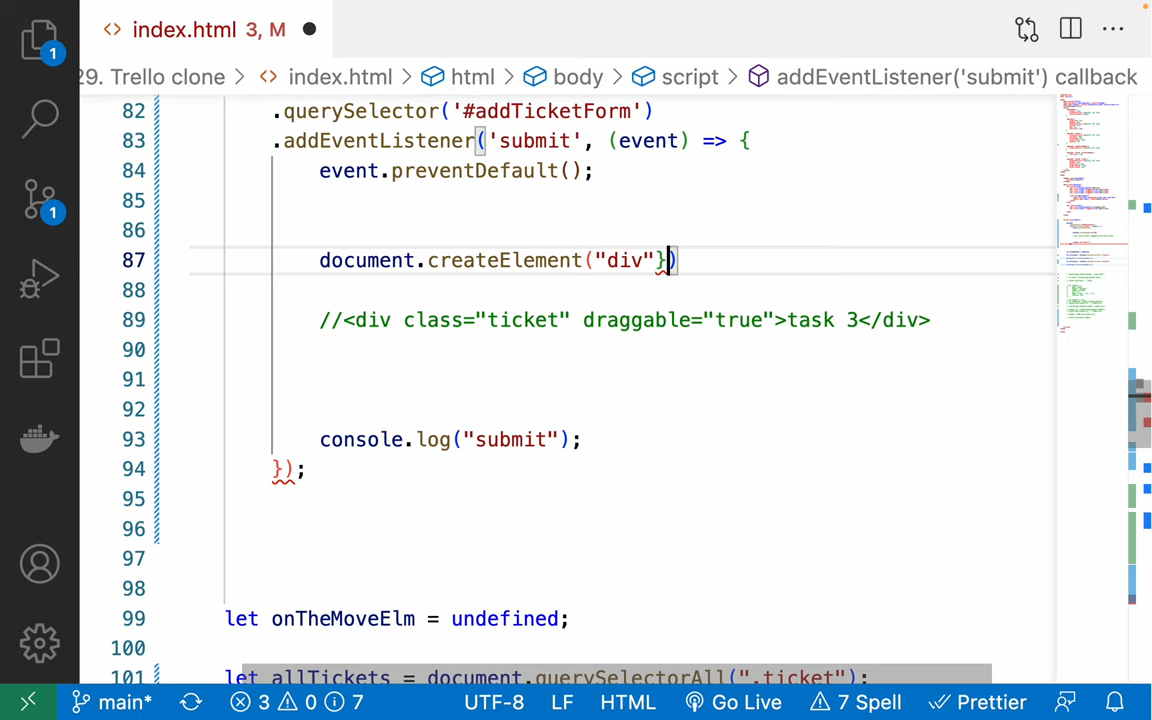 index.html 3, M
29. Trello clone > index.html > html > body > script > addEventListener('submit') callback
82 .querySelector('#addTicketForm')
83 .addEventListener('submit', (event) => {
84 event.preventDefault();
85
86
87 document.createElement("div"})
88
89 //<div class="ticket" draggable="true">task 3</div>
90
91
92
93 console.log("submit");
94 });
95
96
97
98
99 let onTheMoveElm = undefined;
100
101 let allTickets = document.querySelectorAll(".ticket");
1
1
main* 3 0 7 UTF-8 LF HTML Go Live 7 Spell Prettier